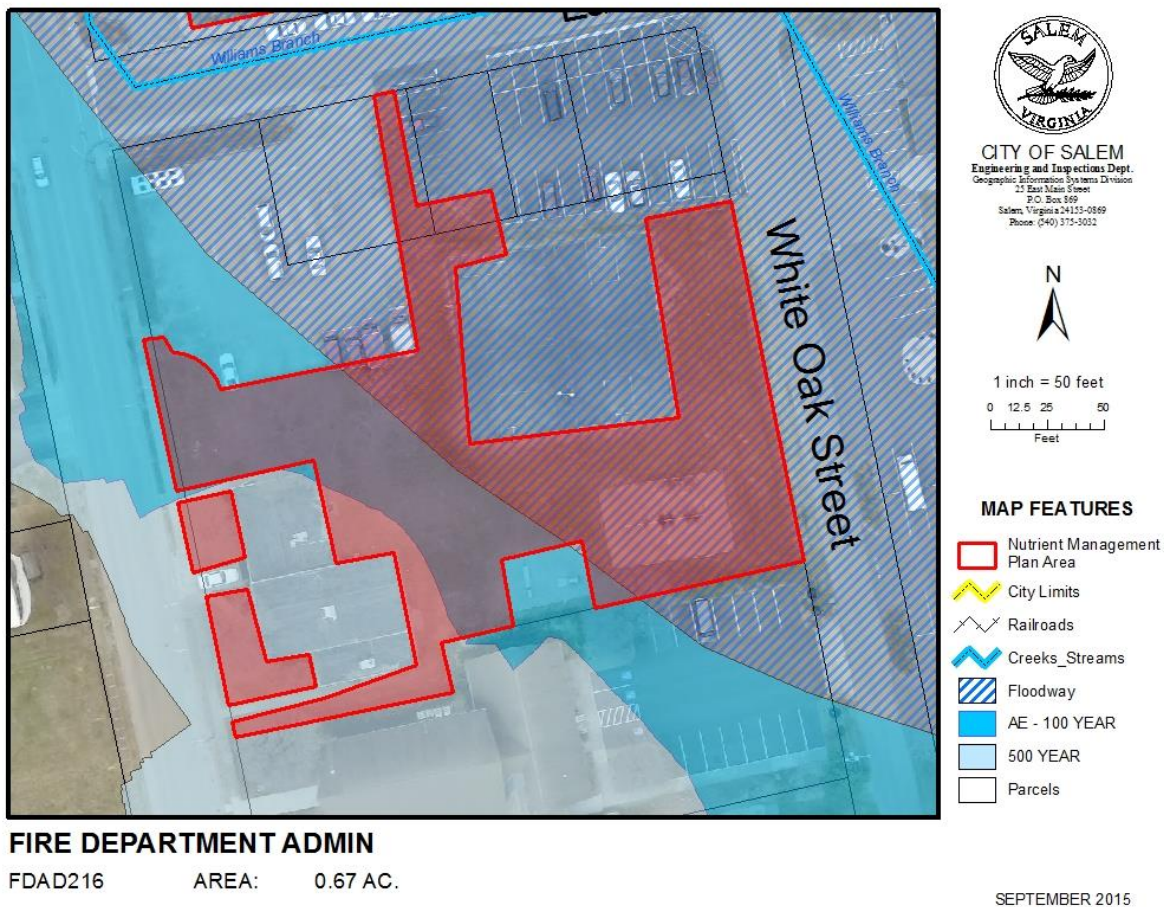 Williams Branch
Williams Branch
White Oak Street
SALEM
VIRGINIA
CITY OF SALEM
Engineering and Inspections Dept.
Geographic Information Systems Division
25 East Main Street
P.O. Box 869
Salem, Virginia 24153-0869
Phone: (540) 375-3032
N
1 inch = 50 feet
0 12.5 25 50
Feet
MAP FEATURES
Nutrient Management
Plan Area
City Limits
Railroads
Creeks_Streams
Floodway
AE - 100 YEAR
500 YEAR
Parcels
FIRE DEPARTMENT ADMIN
FDAD216 AREA: 0.67 AC.
SEPTEMBER 2015